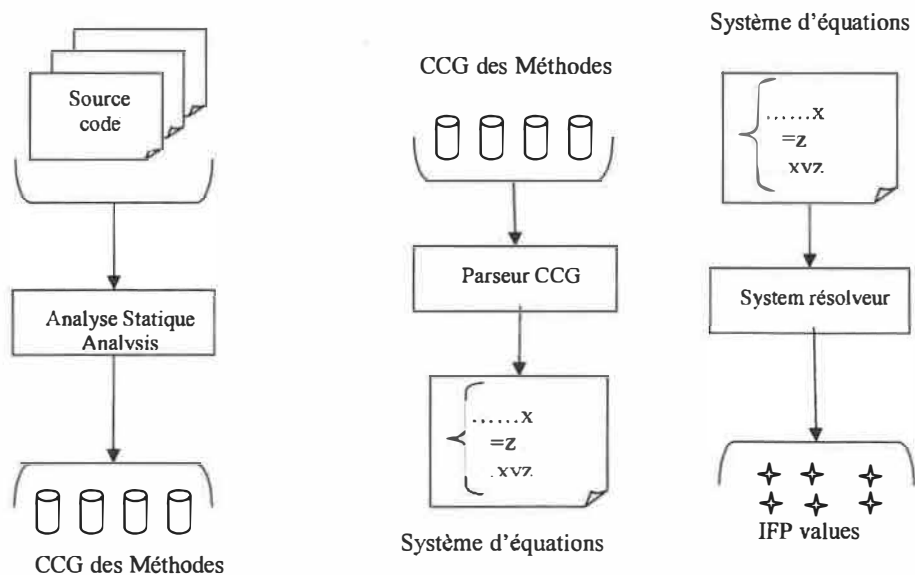 Source
code
Analyse Statique
Analysis
CCG des Méthodes
CCG des Méthodes
Parseur CCG
......x
=z
.xyz
Système d'équations
Système d'équations
......x
=z
xyz
System résolveur
IFP values